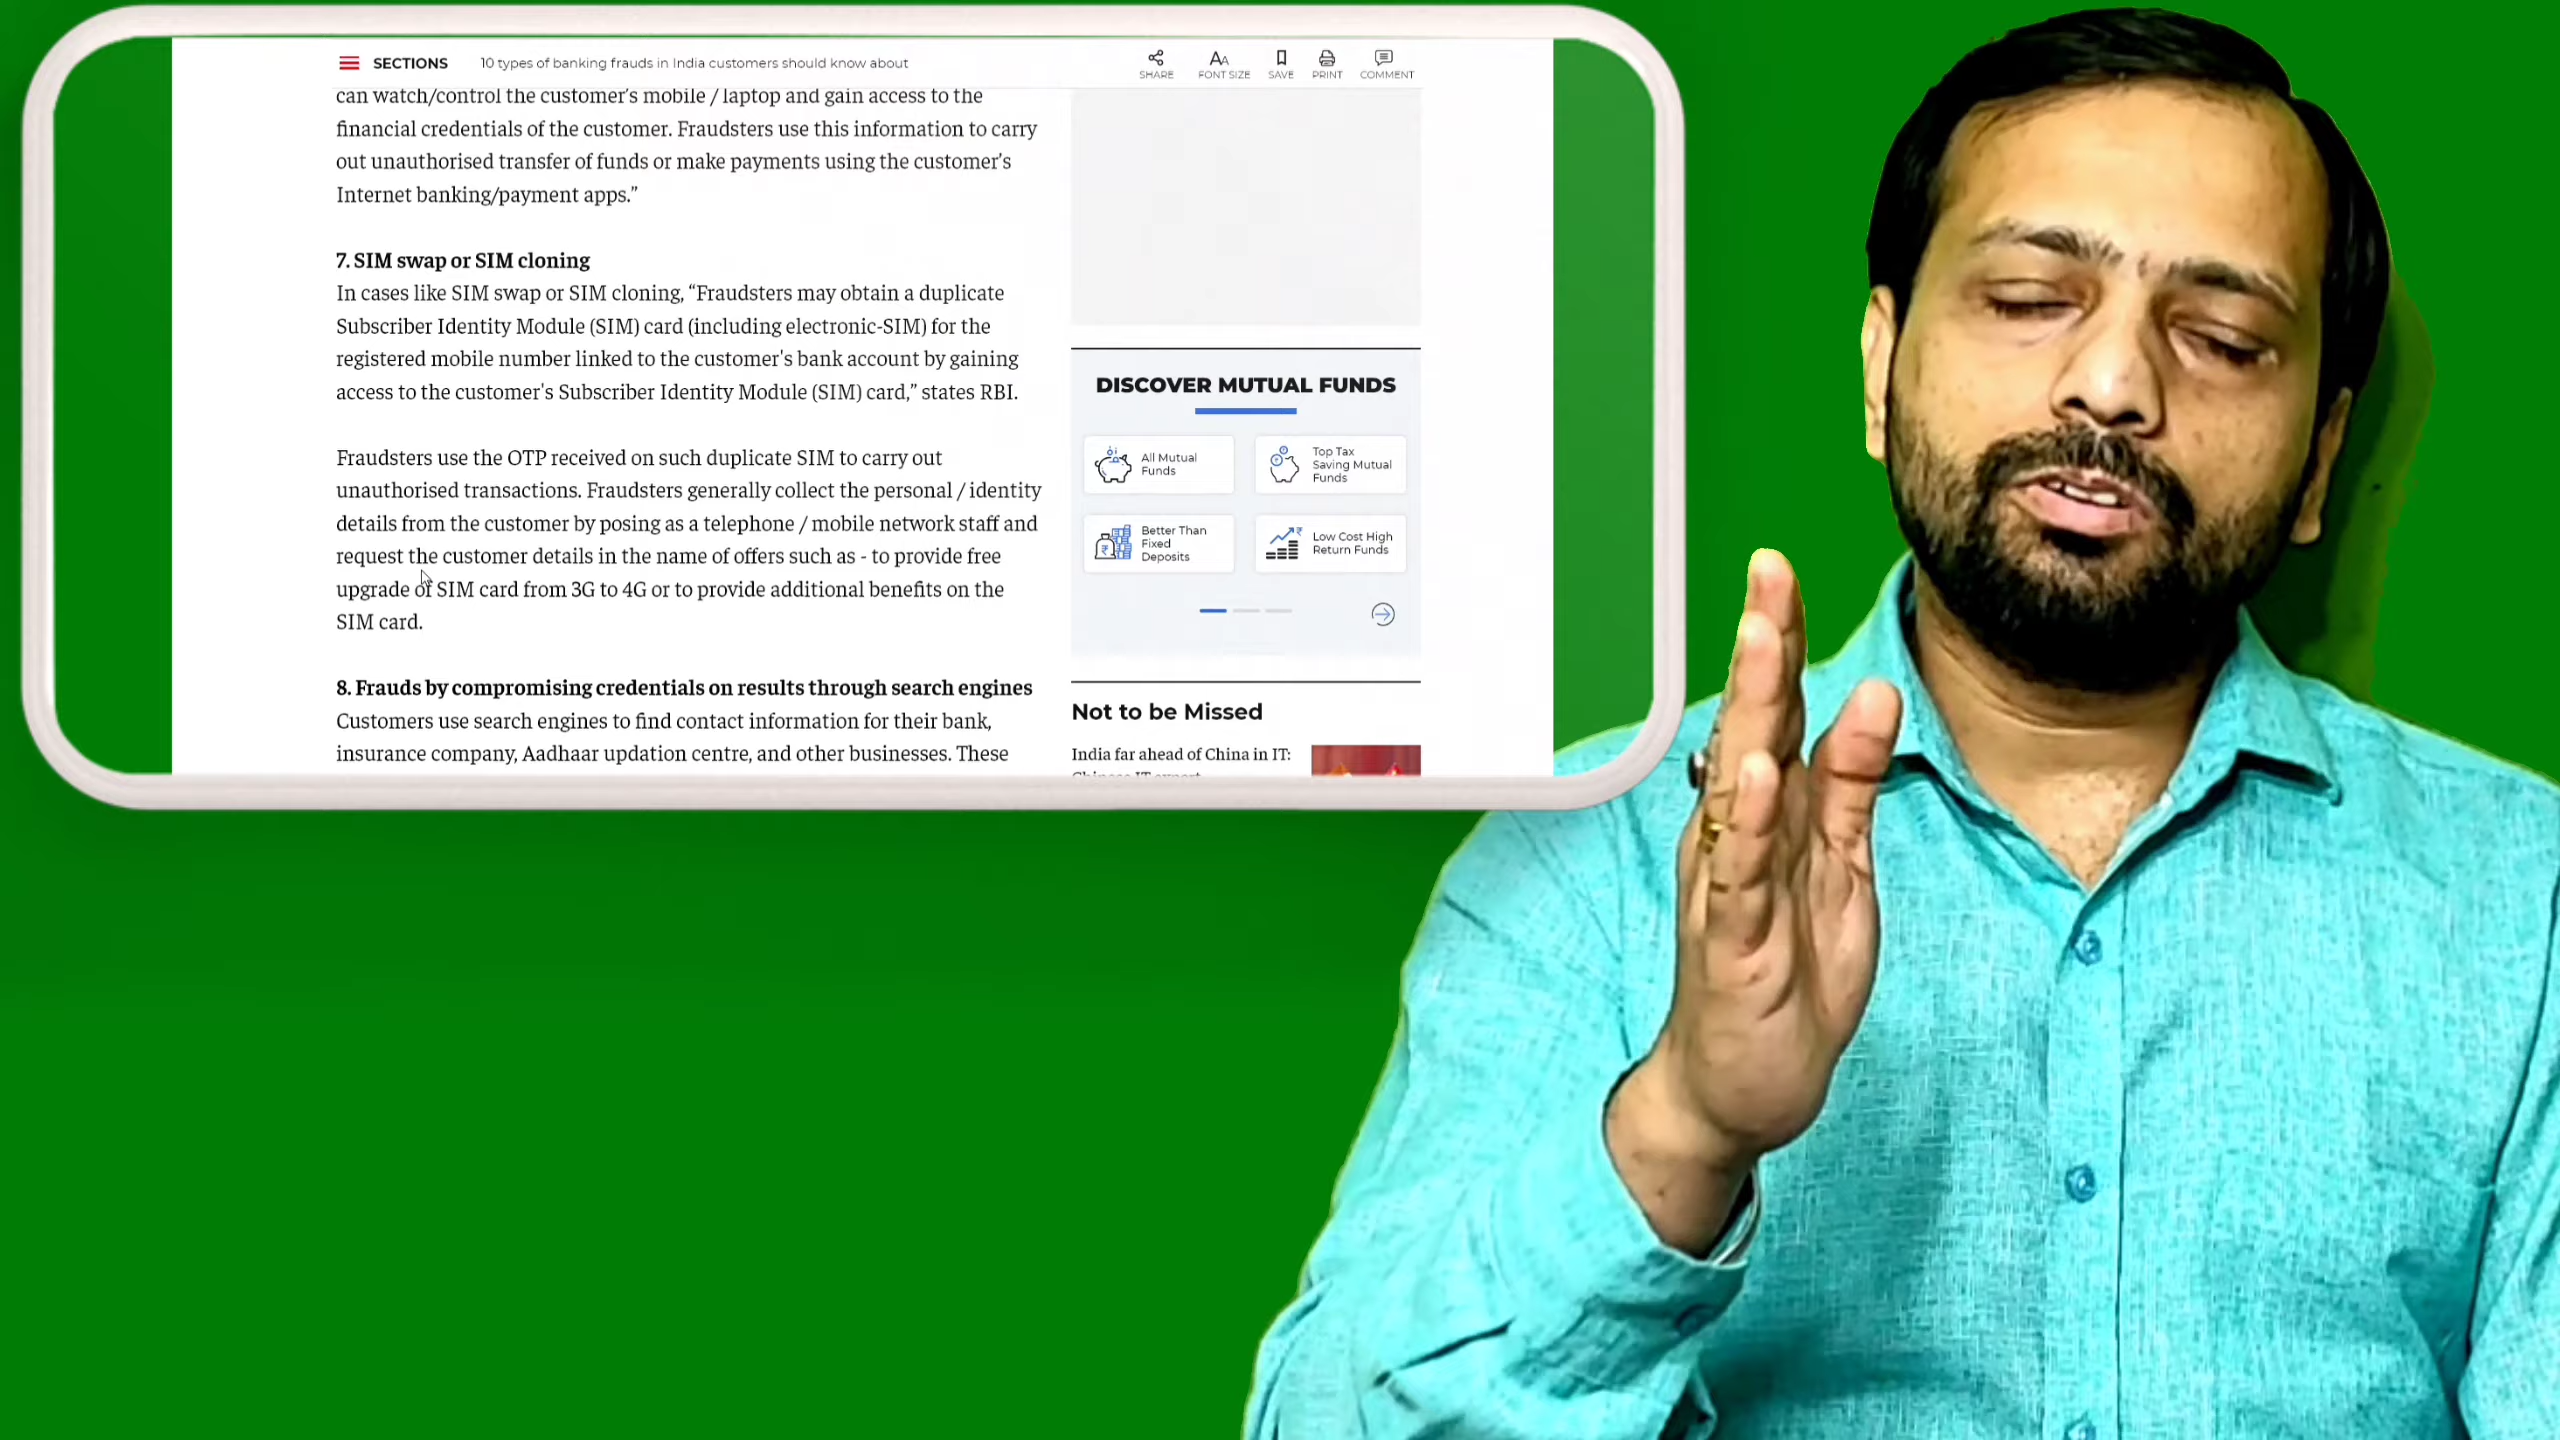 SECTIONS
10 types of banking frauds in India customers should know about
SHARE
FONT SIZE
SAVE
PRINT
COMMENT
can watch/control the customer's mobile / laptop and gain access to the
financial credentials of the customer. Fraudsters use this information to carry
out unauthorised transfer of funds or make payments using the customer's
Internet banking/payment apps.”
7. SIM swap or SIM cloning
In cases like SIM swap or SIM cloning, “Fraudsters may obtain a duplicate
Subscriber Identity Module (SIM) card (including electronic-SIM) for the
registered mobile number linked to the customer's bank account by gaining
access to the customer's Subscriber Identity Module (SIM) card,” states RBI.
Fraudsters use the OTP received on such duplicate SIM to carry out
unauthorised transactions. Fraudsters generally collect the personal / identity
details from the customer by posing as a telephone / mobile network staff and
request the customer details in the name of offers such as - to provide free
upgrade of SIM card from 3G to 4G or to provide additional benefits on the
SIM card.
8. Frauds by compromising credentials on results through search engines
Customers use search engines to find contact information for their bank,
insurance company, Aadhaar updation centre, and other businesses. These
DISCOVER MUTUAL FUNDS
All Mutual
Funds
Top Tax
Saving Mutual
Funds
Better Than
Fixed
Deposits
Low Cost High
Return Funds
Not to be Missed
India far ahead of China in IT:
Chinese IT expert